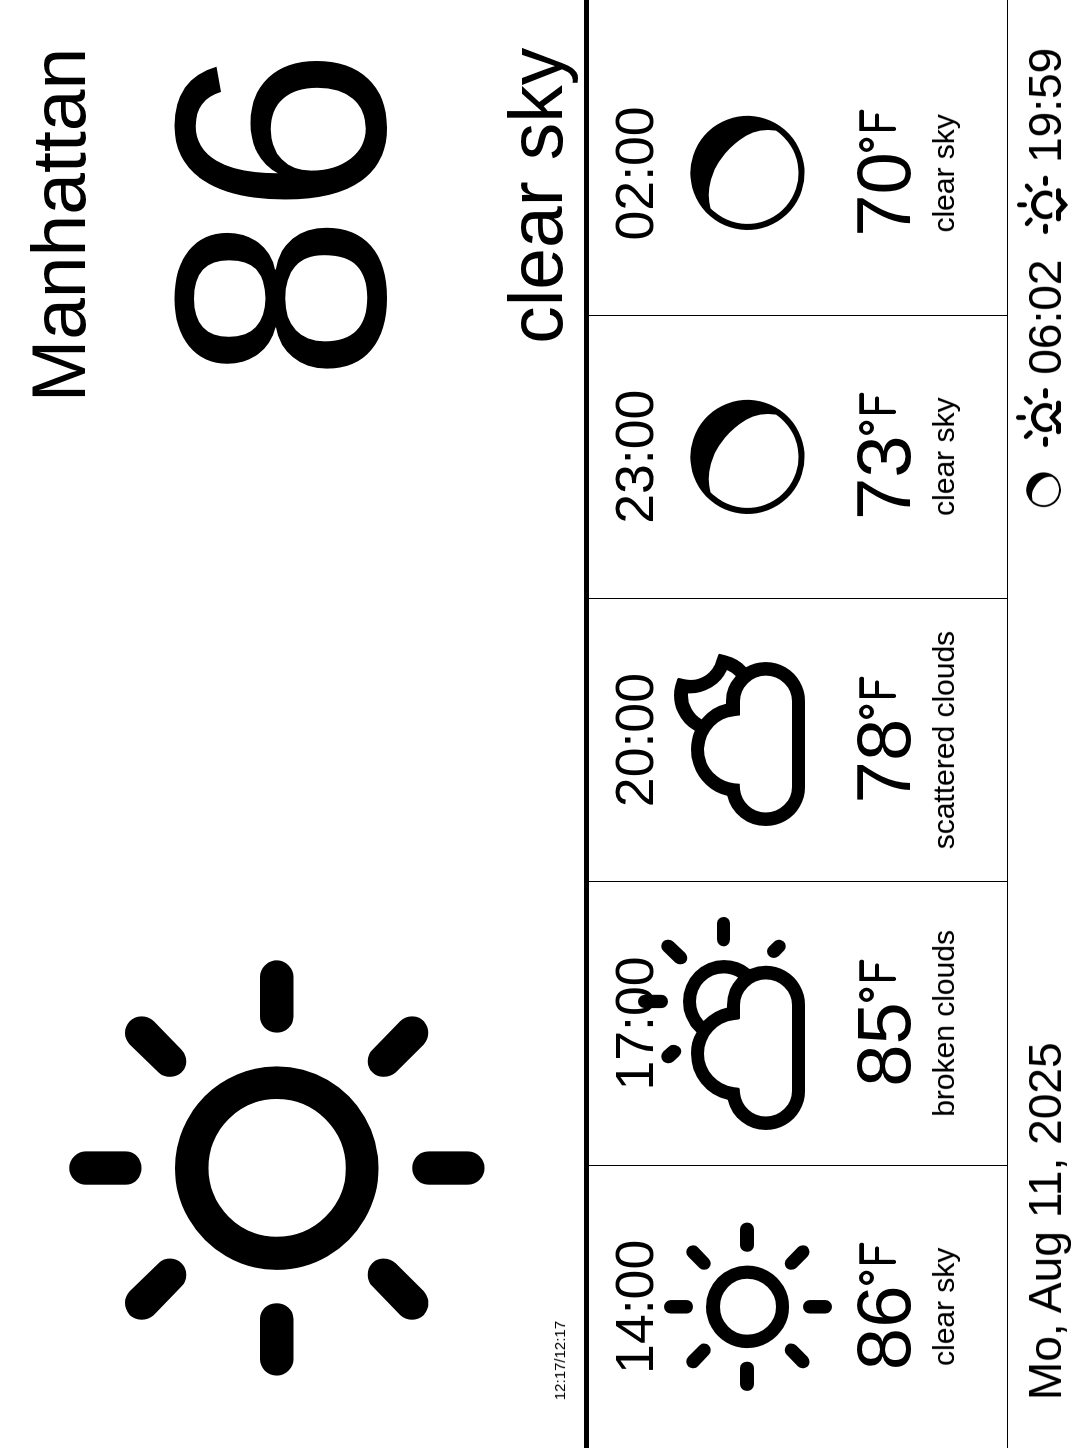 Manhattan
86
clear sky
12:17/12:17
14:00
86°F
clear sky
17:00
85°F
broken clouds
20:00
78°F
scattered clouds
23:00
73°F
clear sky
02:00
70°F
clear sky
Mo, Aug 11, 2025
06:02
19:59